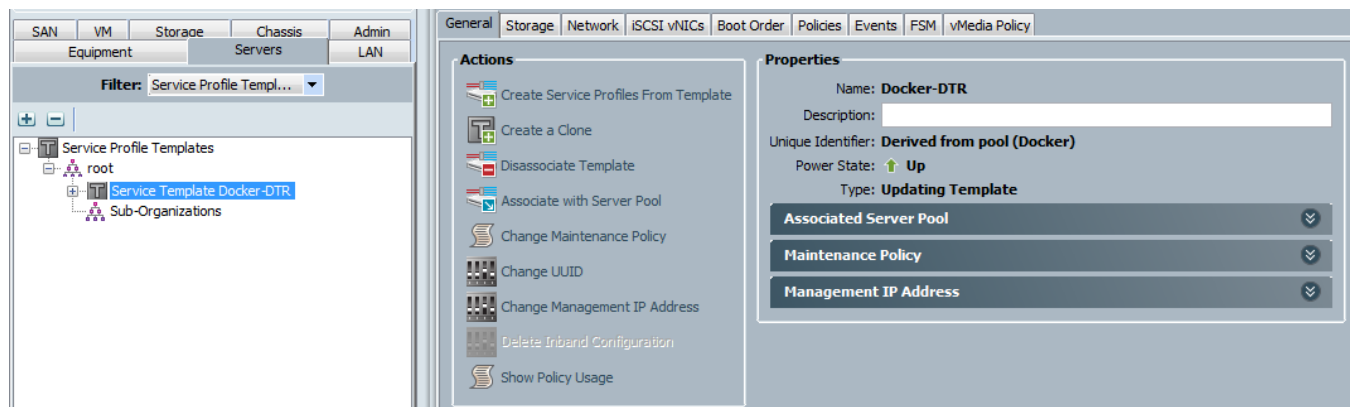 SAN VM Storage Chassis Admin
Equipment Servers LAN
Filter: Service Profile Templ...
Service Profile Templates
root
Service Template Docker-DTR
Sub-Organizations
General Storage Network iSCSI vNICs Boot Order Policies Events FSM vMedia Policy
Actions
Create Service Profiles From Template
Create a Clone
Disassociate Template
Associate with Server Pool
Change Maintenance Policy
Change UUID
Change Management IP Address
Delete Inband Configuration
Show Policy Usage
Properties
Name: Docker-DTR
Description:
Unique Identifier: Derived from pool (Docker)
Power State: Up
Type: Updating Template
Associated Server Pool
Maintenance Policy
Management IP Address